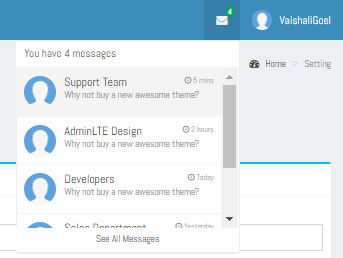 4
VaishaliGoel
You have 4 messages
Home > Setting
Support Team 5 mins
Why not buy a new awesome theme?
AdminLTE Design 2 hours
Why not buy a new awesome theme?
Developers Today
Why not buy a new awesome theme?
Sales Department Yesterday
See All Messages